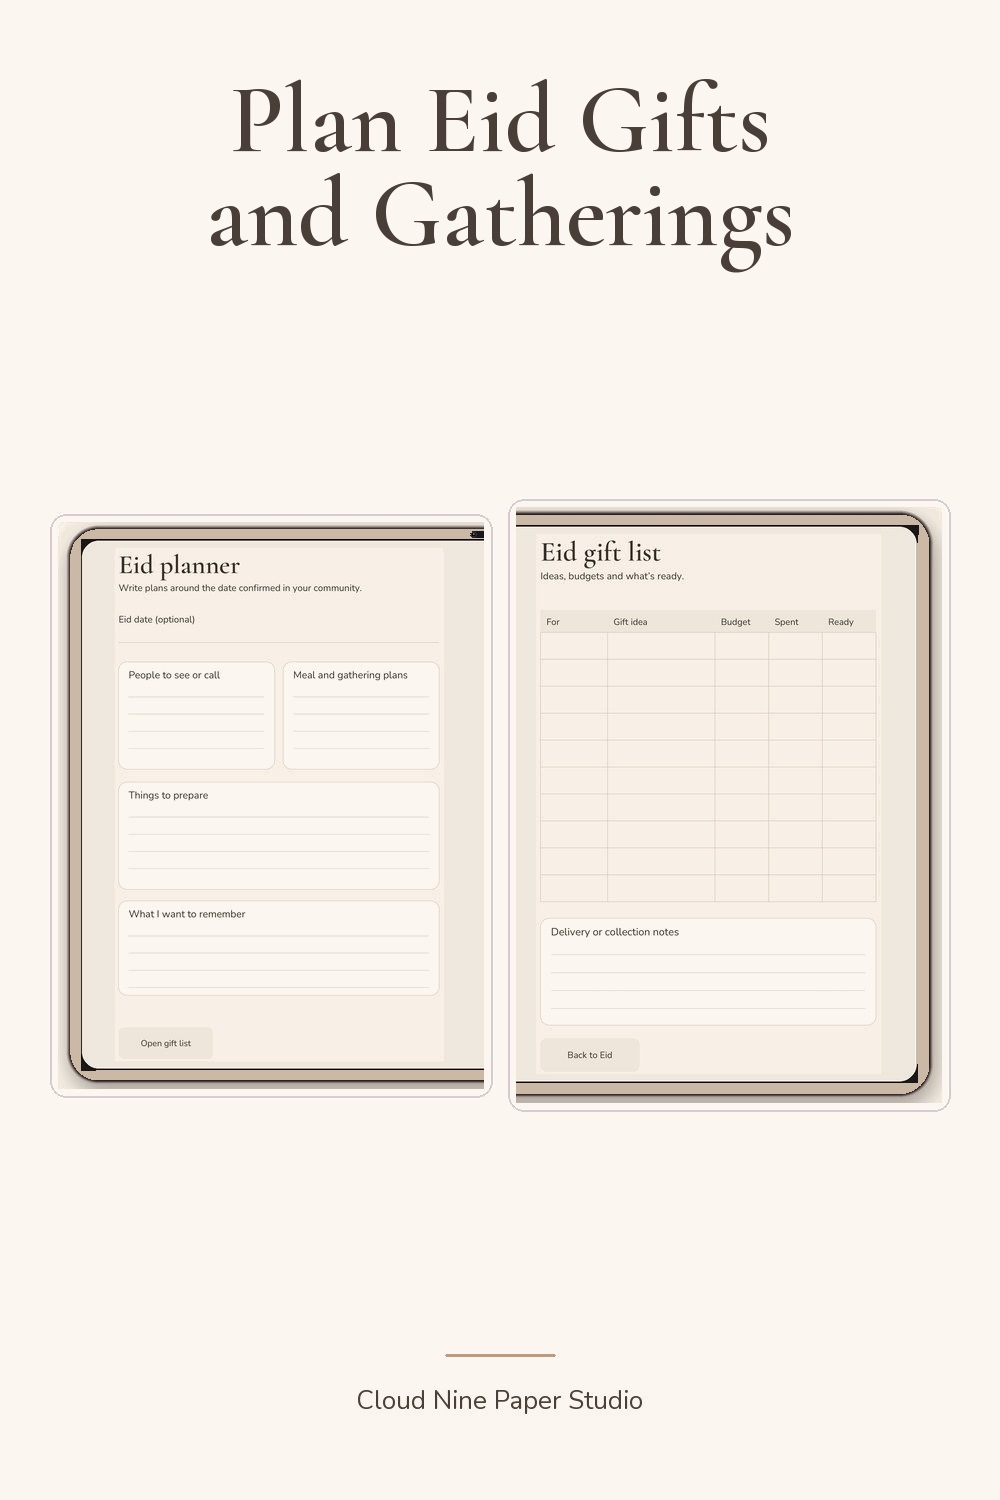 Plan Eid Gifts
and Gatherings
Eid planner
Write plans around the date confirmed in your community.
Eid date (optional)
People to see or call
Meal and gathering plans
Things to prepare
What I want to remember
Open gift list
Eid gift list
Ideas, budgets and what's ready.
For Gift idea Budget Spent Ready
Delivery or collection notes
Back to Eid
Cloud Nine Paper Studio